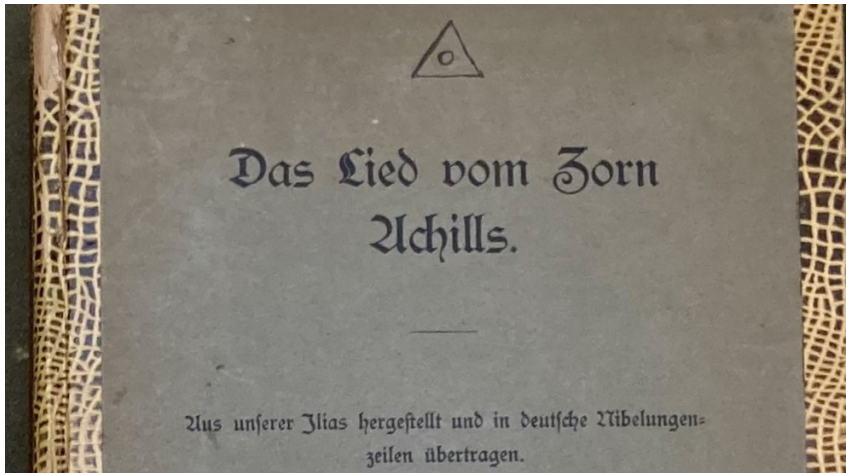 Das Lied vom Zorn
Achills.
Aus unſerer Ilias hergeſtellt und in deutſche Nibelungen⸗
zeilen übertragen.